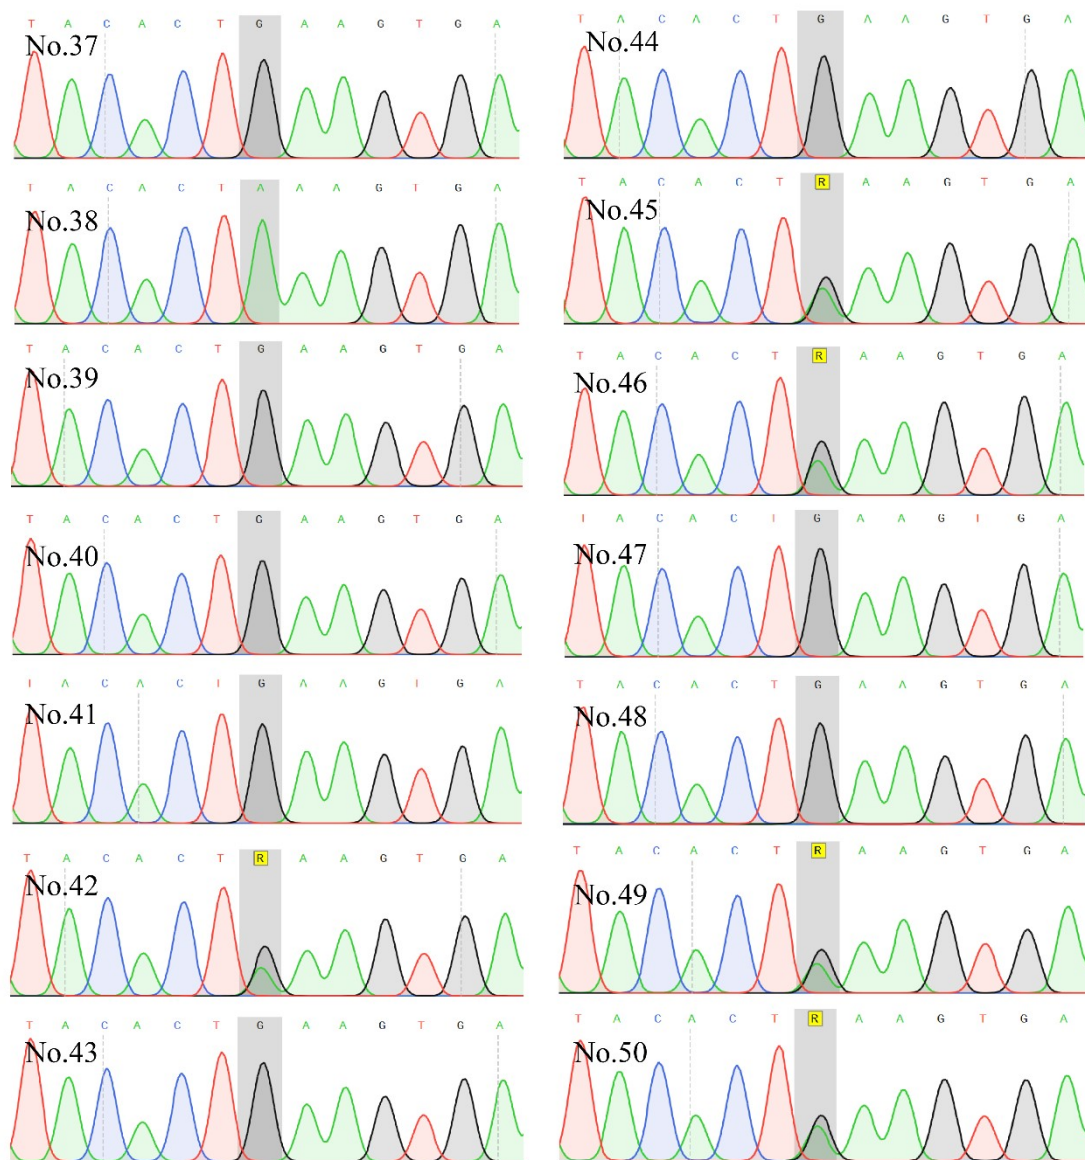 T A C A C T G A A G T G A
No.37
T A C A C T A A A G T G A
No.38
T A C A C T G A A G T G A
No.39
T A C A C T G A A G T G A
No.40
I A C A C I G A A G I G A
No.41
T A C A C T R A A G T G A
No.42
T A C A C T G A A G T G A
No.43
T A C A C T G A A G T G A
No.44
T A C A C T R A A G T G A
No.45
T A C A C T R A A G T G A
No.46
I A C A C I G A A G I G A
No.47
T A C A C T G A A G T G A
No.48
T A C A C T R A A G T G A
No.49
T A C A C T R A A G T G A
No.50